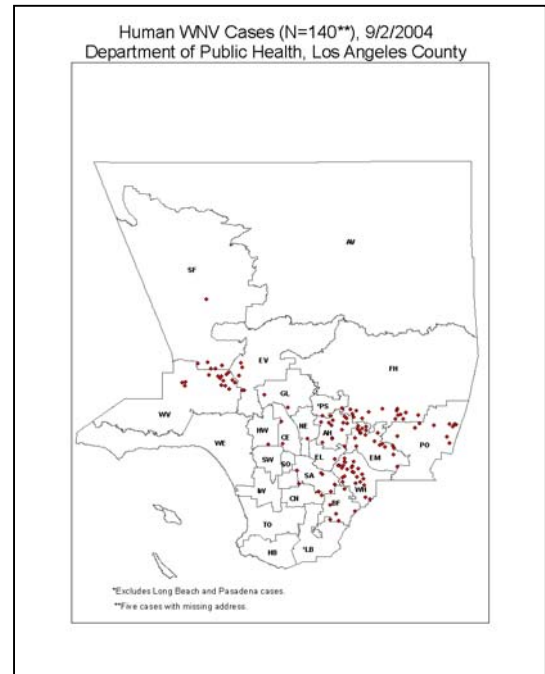 Human WNV Cases (N=140**), 9/2/2004
Department of Public Health, Los Angeles County
AV
SF
EV
FH
GL
*PS
WV
HW
NE
AH
PO
WE
CE
EM
SW
SO
EL
SA
WH
IW
CN
BF
TO
HB
*LB
*Excludes Long Beach and Pasadena cases.
**Five cases with missing address.